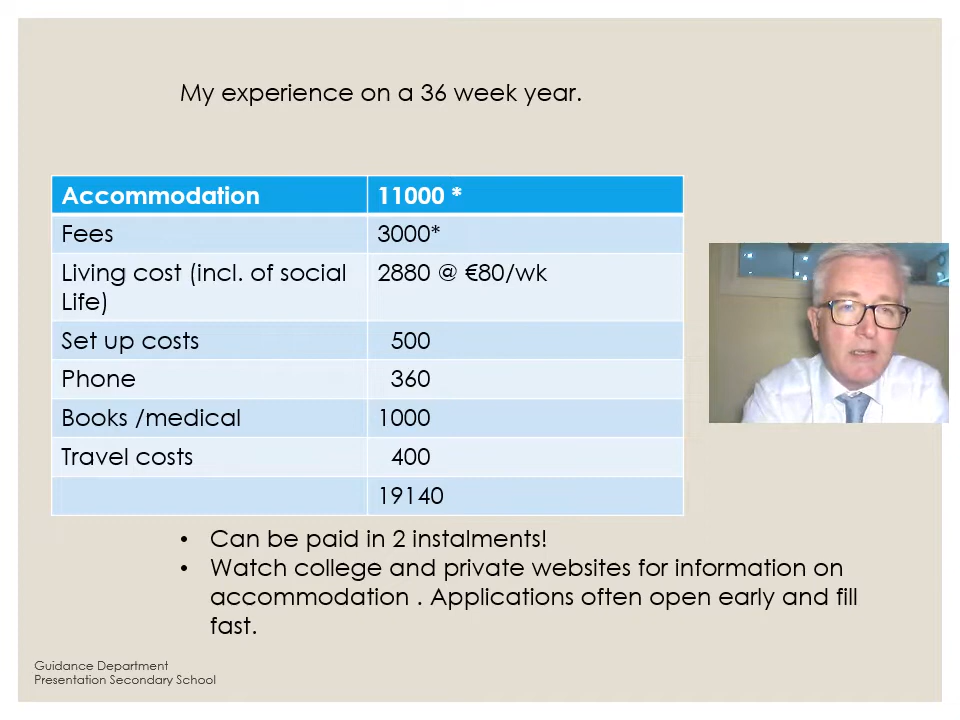 My experience on a 36 week year.
Accommodation 11000 *
Fees 3000*
Living cost (incl. of social 2880 @ €80/wk
Life)
Set up costs 500
Phone 360
Books /medical 1000
Travel costs 400
19140
• Can be paid in 2 instalments!
• Watch college and private websites for information on
accommodation . Applications often open early and fill
fast.
Guidance Department
Presentation Secondary School